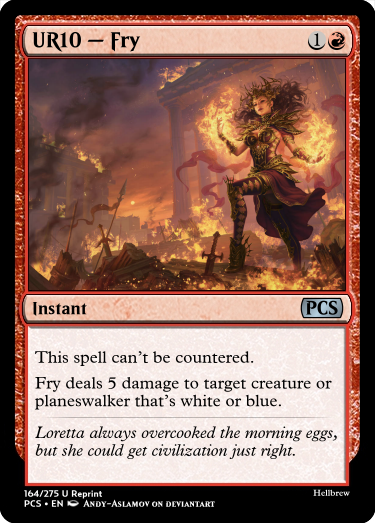 UR10 — Fry
1
Instant
PCS
This spell can't be countered.
Fry deals 5 damage to target creature or
planeswalker that's white or blue.
Loretta always overcooked the morning eggs,
but she could get civilization just right.
164/275 U Reprint
Hellbrew
PCS • EN Andy-Aslamov on deviantart